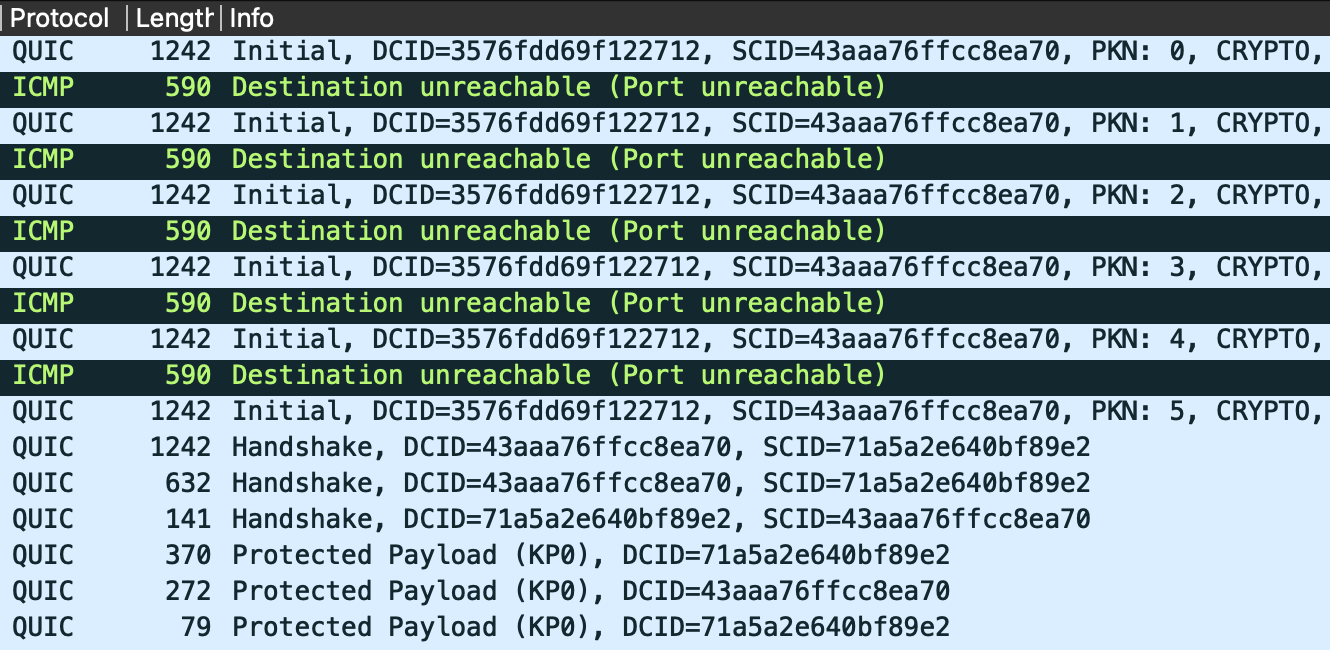 Protocol Length Info
QUIC 1242 Initial, DCID=3576fdd69f122712, SCID=43aaa76ffcc8ea70, PKN: 0, CRYPTO,
ICMP 590 Destination unreachable (Port unreachable)
QUIC 1242 Initial, DCID=3576fdd69f122712, SCID=43aaa76ffcc8ea70, PKN: 1, CRYPTO,
ICMP 590 Destination unreachable (Port unreachable)
QUIC 1242 Initial, DCID=3576fdd69f122712, SCID=43aaa76ffcc8ea70, PKN: 2, CRYPTO,
ICMP 590 Destination unreachable (Port unreachable)
QUIC 1242 Initial, DCID=3576fdd69f122712, SCID=43aaa76ffcc8ea70, PKN: 3, CRYPTO,
ICMP 590 Destination unreachable (Port unreachable)
QUIC 1242 Initial, DCID=3576fdd69f122712, SCID=43aaa76ffcc8ea70, PKN: 4, CRYPTO,
ICMP 590 Destination unreachable (Port unreachable)
QUIC 1242 Initial, DCID=3576fdd69f122712, SCID=43aaa76ffcc8ea70, PKN: 5, CRYPTO,
QUIC 1242 Handshake, DCID=43aaa76ffcc8ea70, SCID=71a5a2e640bf89e2
QUIC 632 Handshake, DCID=43aaa76ffcc8ea70, SCID=71a5a2e640bf89e2
QUIC 141 Handshake, DCID=71a5a2e640bf89e2, SCID=43aaa76ffcc8ea70
QUIC 370 Protected Payload (KP0), DCID=71a5a2e640bf89e2
QUIC 272 Protected Payload (KP0), DCID=43aaa76ffcc8ea70
QUIC 79 Protected Payload (KP0), DCID=71a5a2e640bf89e2